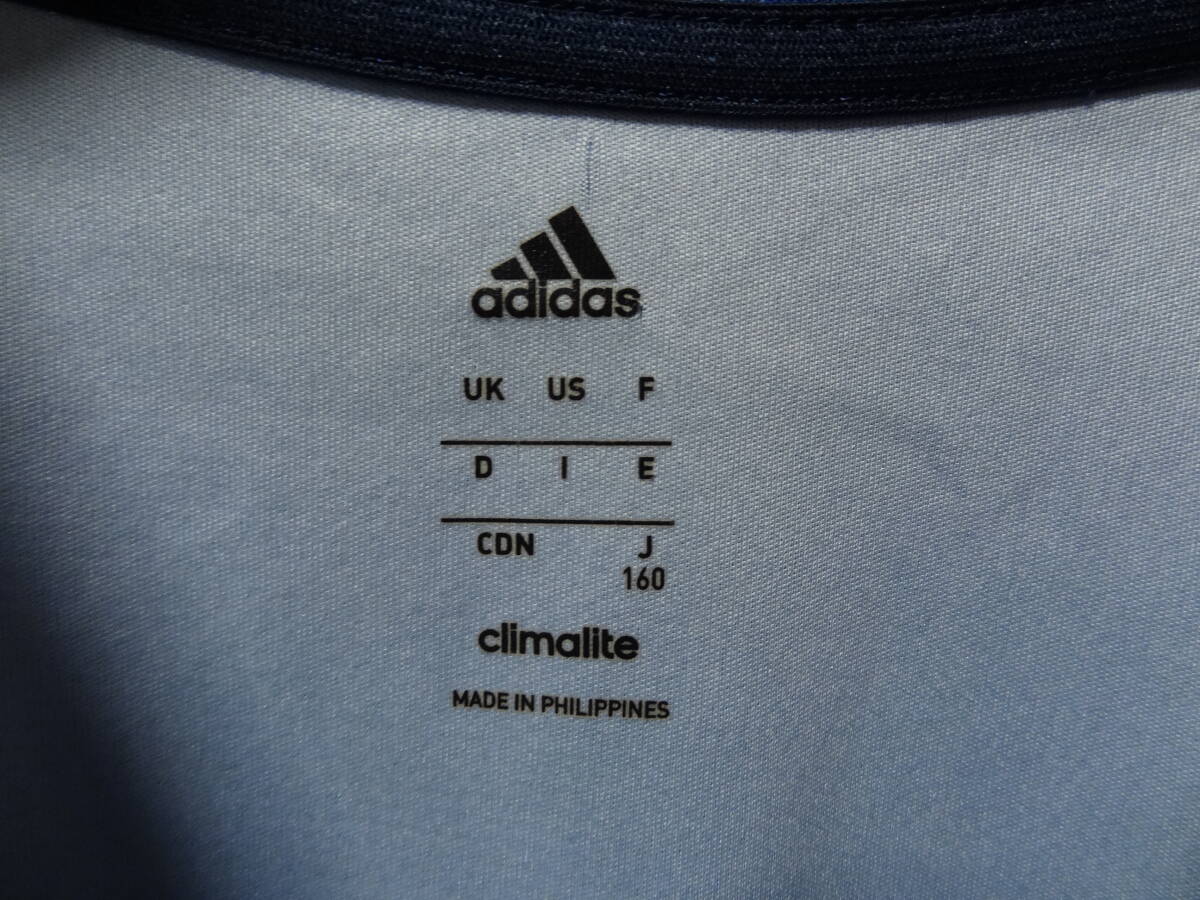 adidas
UK US F
D I E
CDN J
160
climalite
MADE IN PHILIPPINES